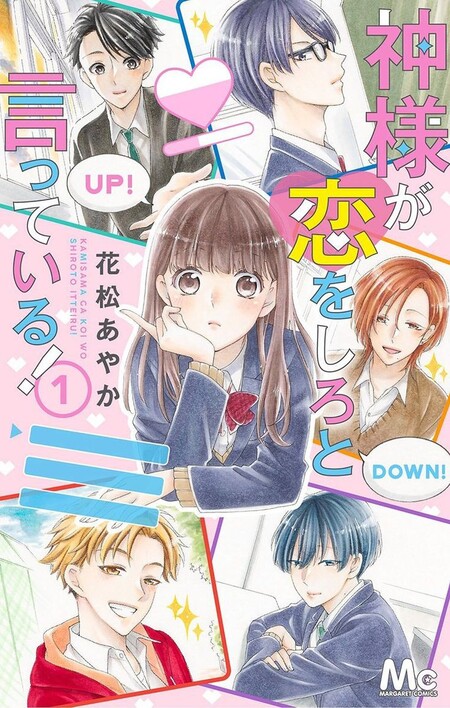 神様が
恋をしろと
言っている!
UP!
KAMISAMA GA KOI WO
SHIROTO ITTEIRU!
花松あやか
1
DOWN!
MC
MARGARET COMICS